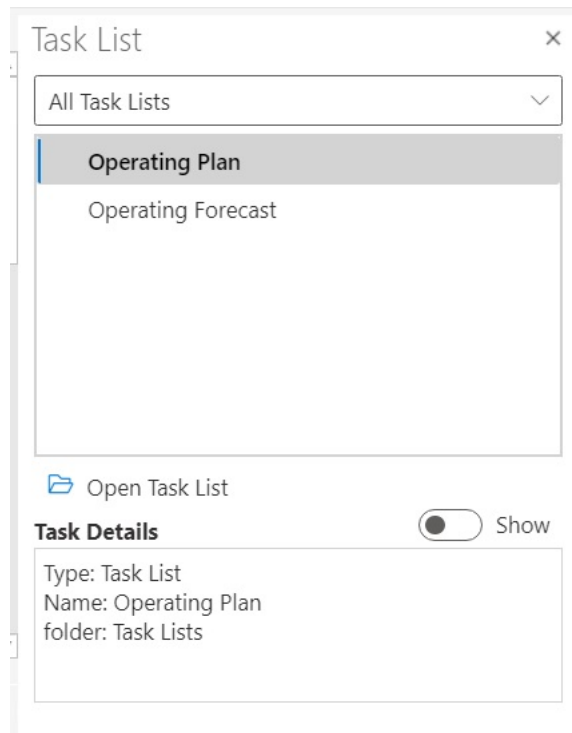 Task List
All Task Lists
Operating Plan
Operating Forecast
Open Task List
Task Details
Show
Type: Task List
Name: Operating Plan
folder: Task Lists